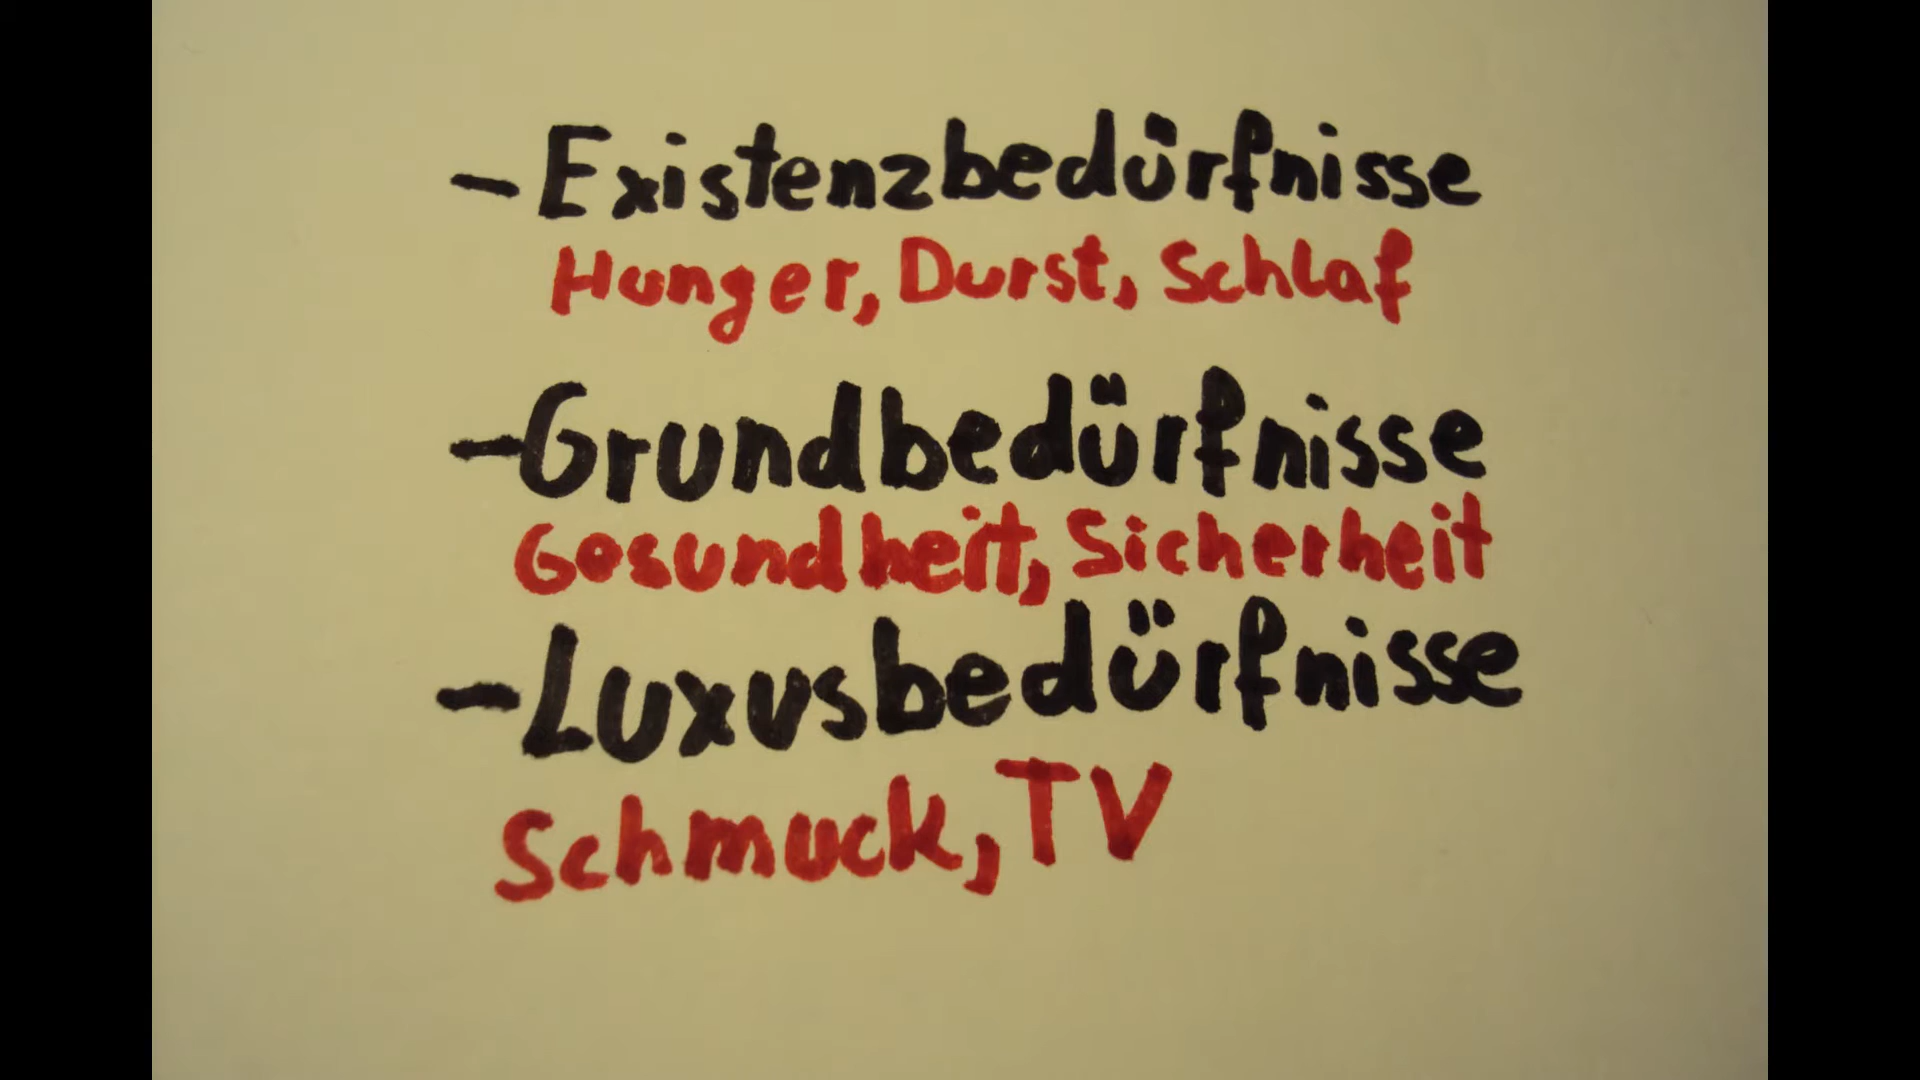 - Existenzbedürfnisse
Hunger, Durst, Schlaf
- Grundbedürfnisse
Gesundheit, Sicherheit
- Luxusbedürfnisse
Schmuck, TV